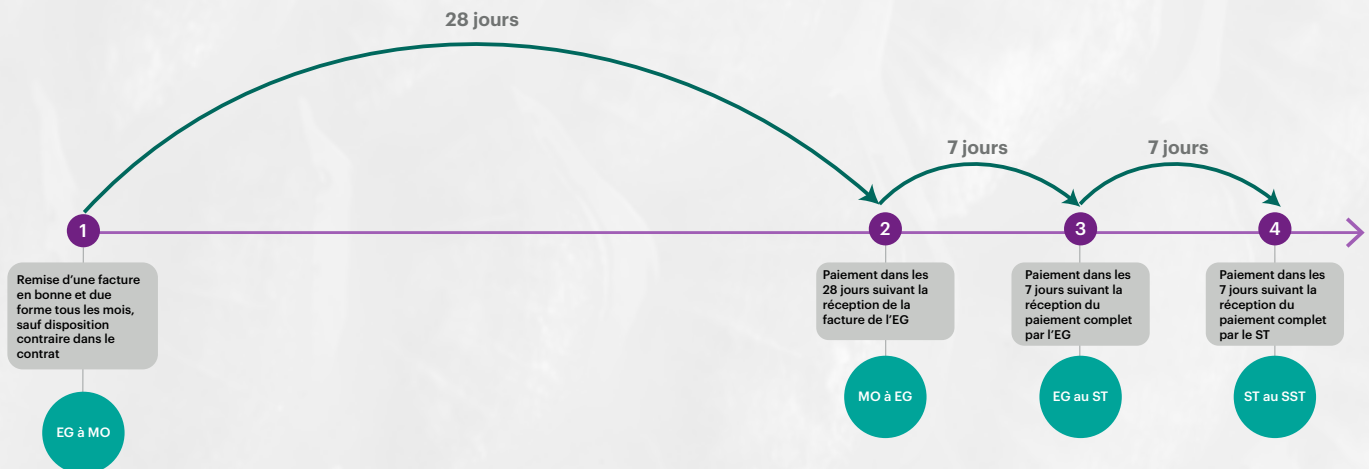 28 jours
7 jours
7 jours
1
2
3
4
Remise d’une facture
en bonne et due
forme tous les mois,
sauf disposition
contraire dans le
contrat
Paiement dans les
28 jours suivant la
réception de la
facture de l’EG
Paiement dans les
7 jours suivant la
réception du
paiement complet
par l’EG
Paiement dans les
7 jours suivant la
réception du
paiement complet
par le ST
EG à MO
MO à EG
EG au ST
ST au SST